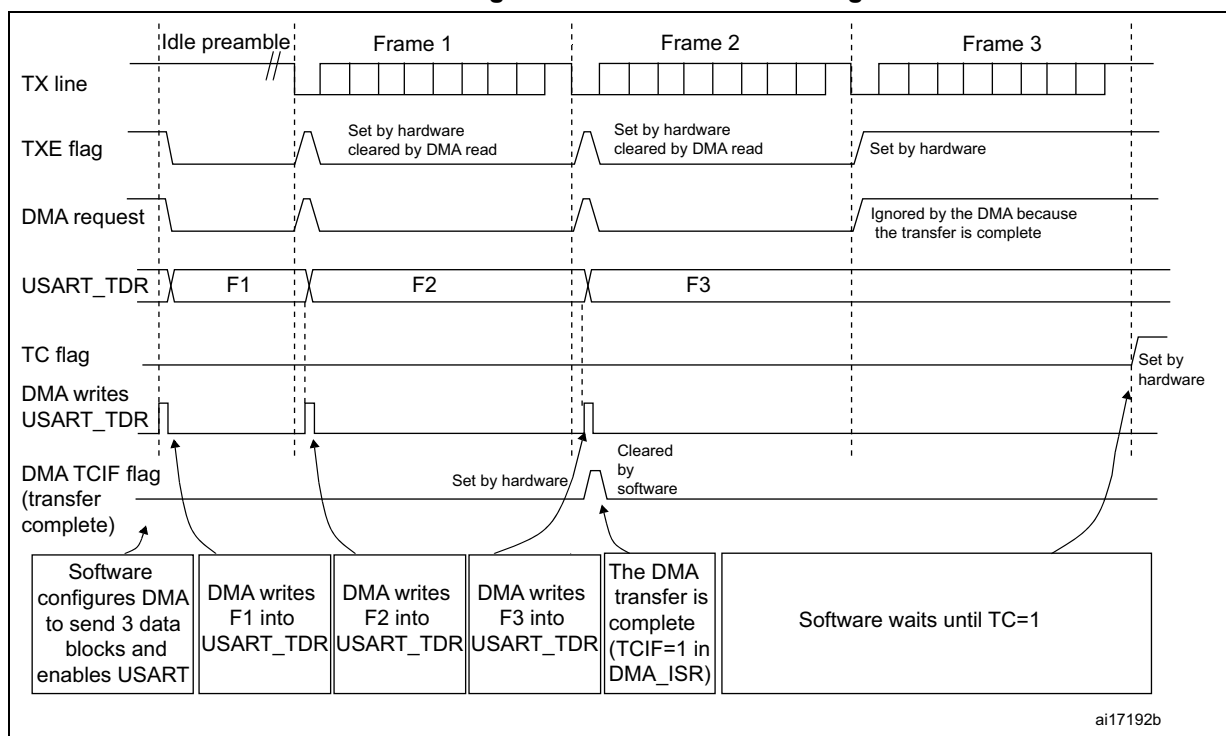 Idle preamble
Frame 1
Frame 2
Frame 3
TX line
TXE flag
Set by hardware
cleared by DMA read
Set by hardware
cleared by DMA read
Set by hardware
DMA request
Ignored by the DMA because
the transfer is complete
USART_TDR
F1
F2
F3
TC flag
Set by
hardware
DMA writes
USART_TDR
DMA TCIF flag
(transfer
complete)
Set by hardware
Cleared
by
software
Software
configures DMA
to send 3 data
blocks and
enables USART
DMA writes
F1 into
USART_TDR
DMA writes
F2 into
USART_TDR
DMA writes
F3 into
USART_TDR
The DMA
transfer is
complete
(TCIF=1 in
DMA_ISR)
Software waits until TC=1
ai17192b